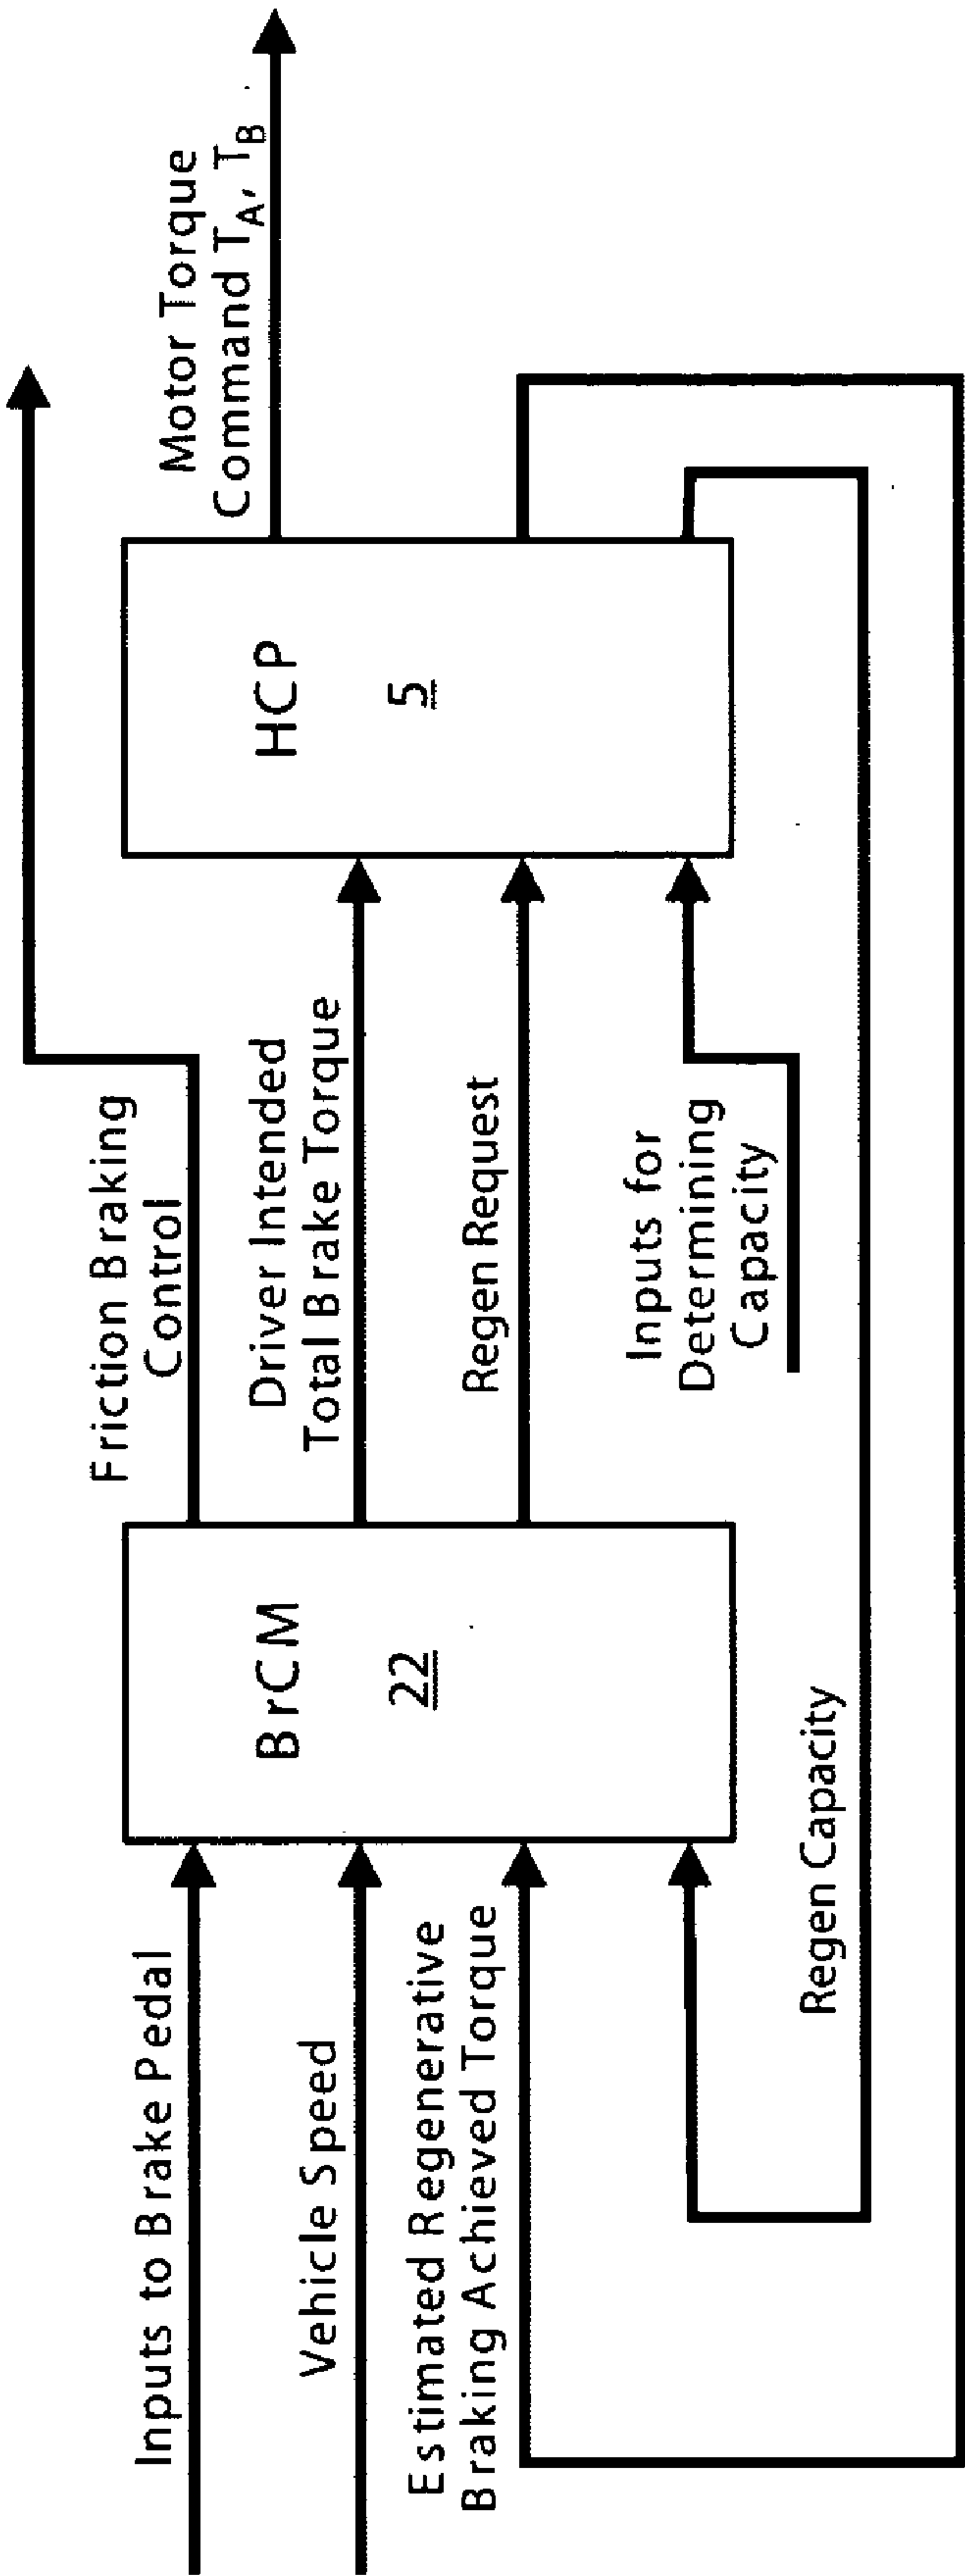 Friction Braking
Control
Motor Torque
Command T_A, T_B
Inputs to Brake Pedal
Vehicle Speed
Estimated Regenerative
Braking Achieved Torque
BrCM
22
Driver Intended
Total Brake Torque
Regen Request
Inputs for
Determining
Capacity
HCP
5
Regen Capacity